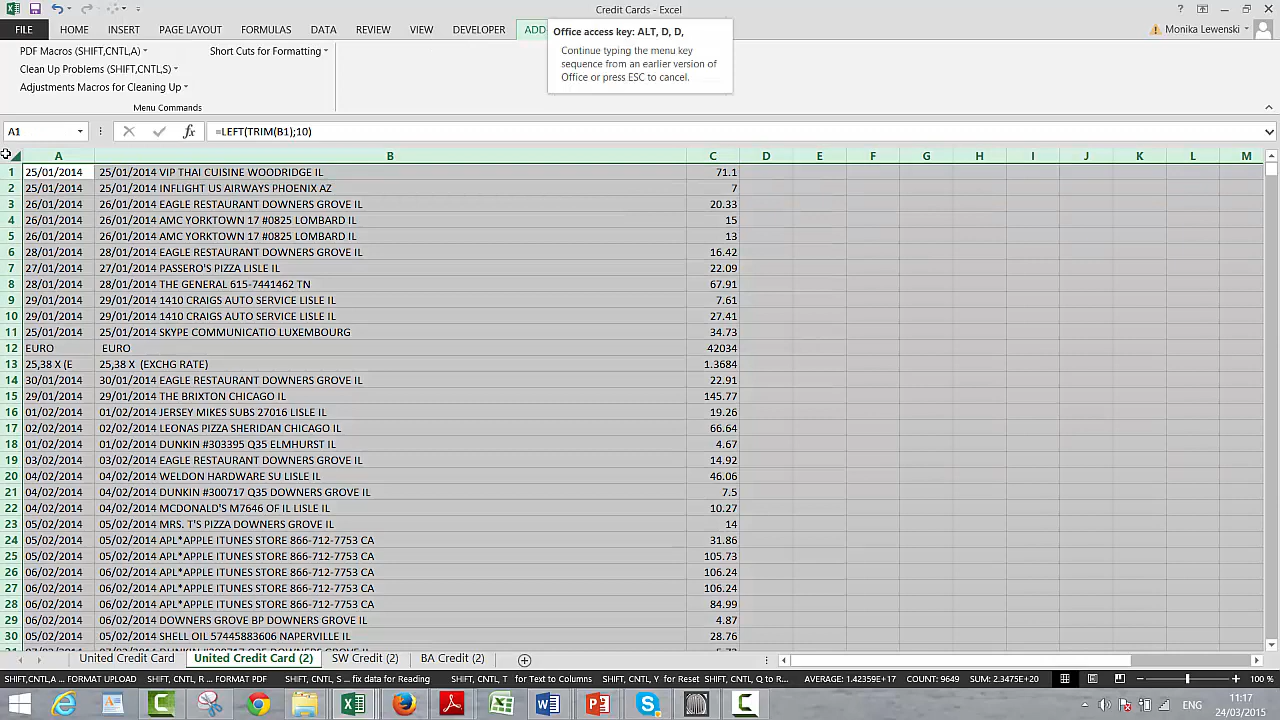 Credit Cards - Excel
FILE HOME INSERT PAGE LAYOUT FORMULAS DATA REVIEW VIEW DEVELOPER ADD
Monika Lewenski
Office access key: ALT, D, D,
Continue typing the menu key
sequence from an earlier version of
Office or press ESC to cancel.
PDF Macros (SHIFT,CNTL,A)
Short Cuts for Formatting
Clean Up Problems (SHIFT,CNTL,S)
Adjustments Macros for Cleaning Up
Menu Commands
A1 fx =LEFT(TRIM(B1);10)
A B C D E F G H I J K L M
1 25/01/2014 25/01/2014 VIP THAI CUISINE WOODRIDGE IL 71.1
2 25/01/2014 25/01/2014 INFLIGHT US AIRWAYS PHOENIX AZ 7
3 26/01/2014 26/01/2014 EAGLE RESTAURANT DOWNERS GROVE IL 20.33
4 26/01/2014 26/01/2014 AMC YORKTOWN 17 #0825 LOMBARD IL 15
5 26/01/2014 26/01/2014 AMC YORKTOWN 17 #0825 LOMBARD IL 13
6 28/01/2014 28/01/2014 EAGLE RESTAURANT DOWNERS GROVE IL 16.42
7 27/01/2014 27/01/2014 PASSERO'S PIZZA LISLE IL 22.09
8 28/01/2014 28/01/2014 THE GENERAL 615-7441462 TN 67.91
9 29/01/2014 29/01/2014 1410 CRAIGS AUTO SERVICE LISLE IL 7.61
10 29/01/2014 29/01/2014 1410 CRAIGS AUTO SERVICE LISLE IL 27.41
11 25/01/2014 25/01/2014 SKYPE COMMUNICATIO LUXEMBOURG 34.73
12 EURO EURO 42034
13 25,38 X (E 25,38 X (EXCHG RATE) 1.3684
14 30/01/2014 30/01/2014 EAGLE RESTAURANT DOWNERS GROVE IL 22.91
15 29/01/2014 29/01/2014 THE BRIXTON CHICAGO IL 145.77
16 01/02/2014 01/02/2014 JERSEY MIKES SUBS 27016 LISLE IL 19.26
17 02/02/2014 02/02/2014 LEONAS PIZZA SHERIDAN CHICAGO IL 66.64
18 01/02/2014 01/02/2014 DUNKIN #303395 Q35 ELMHURST IL 4.67
19 03/02/2014 03/02/2014 EAGLE RESTAURANT DOWNERS GROVE IL 14.92
20 04/02/2014 04/02/2014 WELDON HARDWARE SU LISLE IL 46.06
21 04/02/2014 04/02/2014 DUNKIN #300717 Q35 DOWNERS GROVE IL 7.5
22 04/02/2014 04/02/2014 MCDONALD'S M7646 OF IL LISLE IL 10.27
23 05/02/2014 05/02/2014 MRS. T'S PIZZA DOWNERS GROVE IL 14
24 05/02/2014 05/02/2014 APL*APPLE ITUNES STORE 866-712-7753 CA 31.86
25 05/02/2014 05/02/2014 APL*APPLE ITUNES STORE 866-712-7753 CA 105.73
26 06/02/2014 06/02/2014 APL*APPLE ITUNES STORE 866-712-7753 CA 106.24
27 06/02/2014 06/02/2014 APL*APPLE ITUNES STORE 866-712-7753 CA 106.24
28 06/02/2014 06/02/2014 APL*APPLE ITUNES STORE 866-712-7753 CA 84.99
29 06/02/2014 06/02/2014 DOWNERS GROVE BP DOWNERS GROVE IL 4.87
30 05/02/2014 05/02/2014 SHELL OIL 57445883606 NAPERVILLE IL 28.76
United Credit Card United Credit Card (2) SW Credit (2) BA Credit (2)
SHIFT,CNTL,A FORMAT UPLOAD SHIFT, CNTL, R FORMAT PDF SHIFT, CNTL, S fix data for Reading SHIFT, CNTL, T for Text to Columns SHIFT, CNTL, Y for Reset SHIFT, CNTL, Q to R... AVERAGE: 1.42359E+17 COUNT: 9649 SUM: 2.3475E+20 100 %
ENG 11:17
24/03/2015